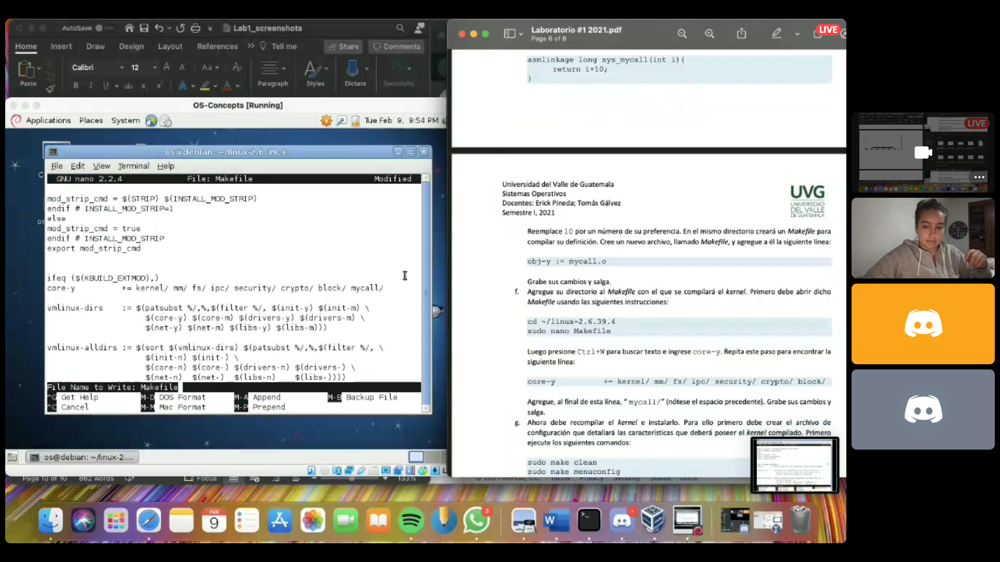 AutoSave
Lab1_screenshots
Home Insert Draw Design Layout References Tell me Share Comments
Calibri 12
Paste Paragraph Styles Dictate Sensitivity
OS-Concepts [Running]
Applications Places System Tue Feb 9, 9:54 PM
os@debian: ~/linux-2.6.39.4
File Edit View Terminal Help
GNU nano 2.2.4 File: Makefile Modified
mod_strip_cmd = $(STRIP) $(INSTALL_MOD_STRIP)
endif # INSTALL_MOD_STRIP=1
else
mod_strip_cmd = true
endif # INSTALL_MOD_STRIP
export mod_strip_cmd
ifeq ($(KBUILD_EXTMOD),)
core-y += kernel/ mm/ fs/ ipc/ security/ crypto/ block/ mycall/
vmlinux-dirs := $(patsubst %/,%,$(filter %/, $(init-y) $(init-m) \
$(core-y) $(core-m) $(drivers-y) $(drivers-m) \
$(net-y) $(net-m) $(libs-y) $(libs-m)))
vmlinux-alldirs := $(sort $(vmlinux-dirs) $(patsubst %/,%,$(filter %/, \
$(init-n) $(init-) \
$(core-n) $(core-) $(drivers-n) $(drivers-) \
$(net-n) $(net-) $(libs-n) $(libs-))))
File Name to Write: Makefile
^G Get Help M-D DOS Format M-A Append M-B Backup File
^C Cancel M-M Mac Format M-P Prepend
os@debian: ~/linux-2....
Page 10 of 10 862 words Focus 133%
Laboratorio #1 2021.pdf
Page 6 of 8
LIVE
asmlinkage long sys_mycall(int i){
return i+10;
}
Universidad del Valle de Guatemala
Sistemas Operativos
Docentes: Erick Pineda; Tomás Gálvez
Semestre I, 2021
UVG
UNIVERSIDAD
DEL VALLE
DE GUATEMALA
Reemplace 10 por un número de su preferencia. En el mismo directorio creará un Makefile para
compilar su definición. Cree un nuevo archivo, llamado Makefile, y agregue a él la siguiente línea:
obj-y := mycall.o
Grabe sus cambios y salga.
f. Agregue su directorio al Makefile con el que se compilará el kernel. Primero debe abrir dicho
Makefile usando las siguientes instrucciones:
cd ~/linux-2.6.39.4
sudo nano Makefile
Luego presione Ctrl+W para buscar texto e ingrese core-y. Repita este paso para encontrar la
siguiente línea:
core-y += kernel/ mm/ fs/ ipc/ security/ crypto/ block/
Agregue, al final de esta línea, “ mycall/” (nótese el espacio precedente). Grabe sus cambios y
salga.
g. Ahora debe recompilar el kernel e instalarlo. Para ello primero debe crear el archivo de
configuración que detallará las características que deberá poseer el kernel compilado. Primero
ejecute los siguientes comandos:
sudo make clean
sudo make menuconfig
© 2021 GitHub, Inc. Terms Privacy Security Status Docs
FEB
9
3
LIVE